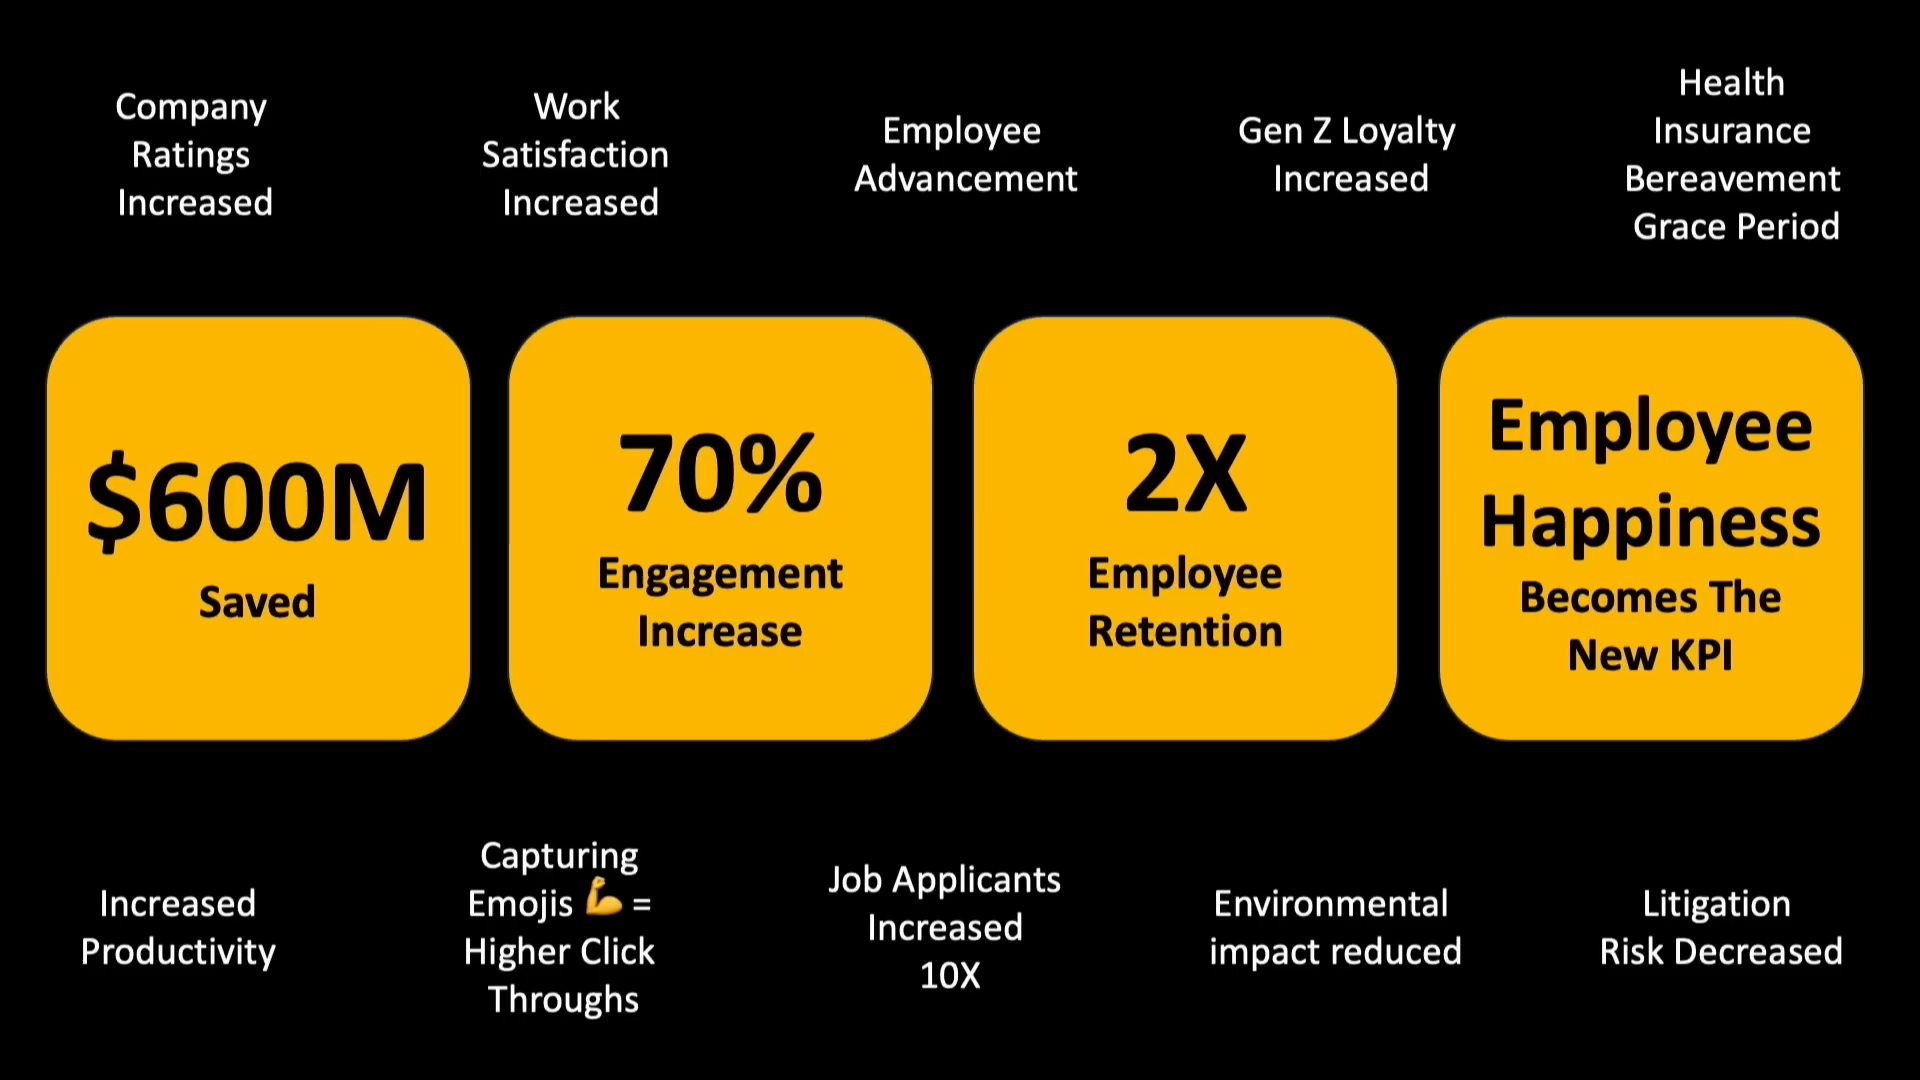 Company
Ratings
Increased
Work
Satisfaction
Increased
Employee
Advancement
Gen Z Loyalty
Increased
Health
Insurance
Bereavement
Grace Period
$600M
Saved
70%
Engagement
Increase
2X
Employee
Retention
Employee
Happiness
Becomes The
New KPI
Increased
Productivity
Capturing
Emojis 💪 =
Higher Click
Throughs
Job Applicants
Increased
10X
Environmental
impact reduced
Litigation
Risk Decreased